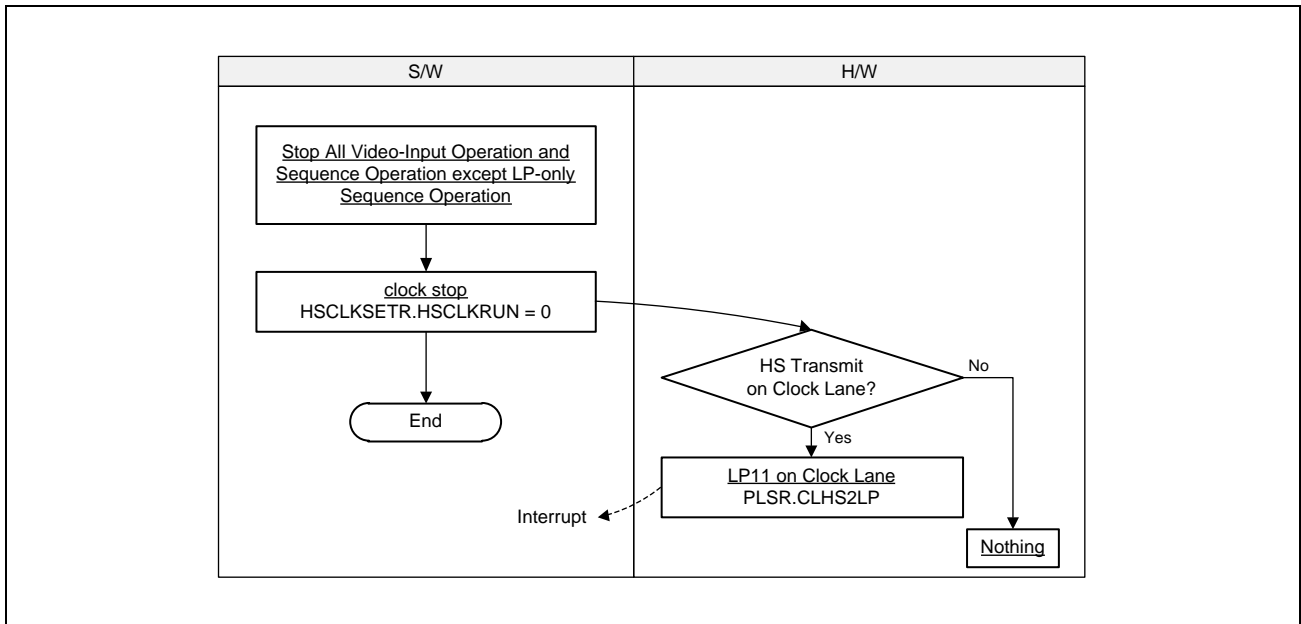 S/W
H/W
Stop All Video-Input Operation and
Sequence Operation except LP-only
Sequence Operation
clock stop
HSCLKSETR.HSCLKRUN = 0
HS Transmit
on Clock Lane?
No
End
Yes
LP11 on Clock Lane
PLSR.CLHS2LP
Interrupt
Nothing